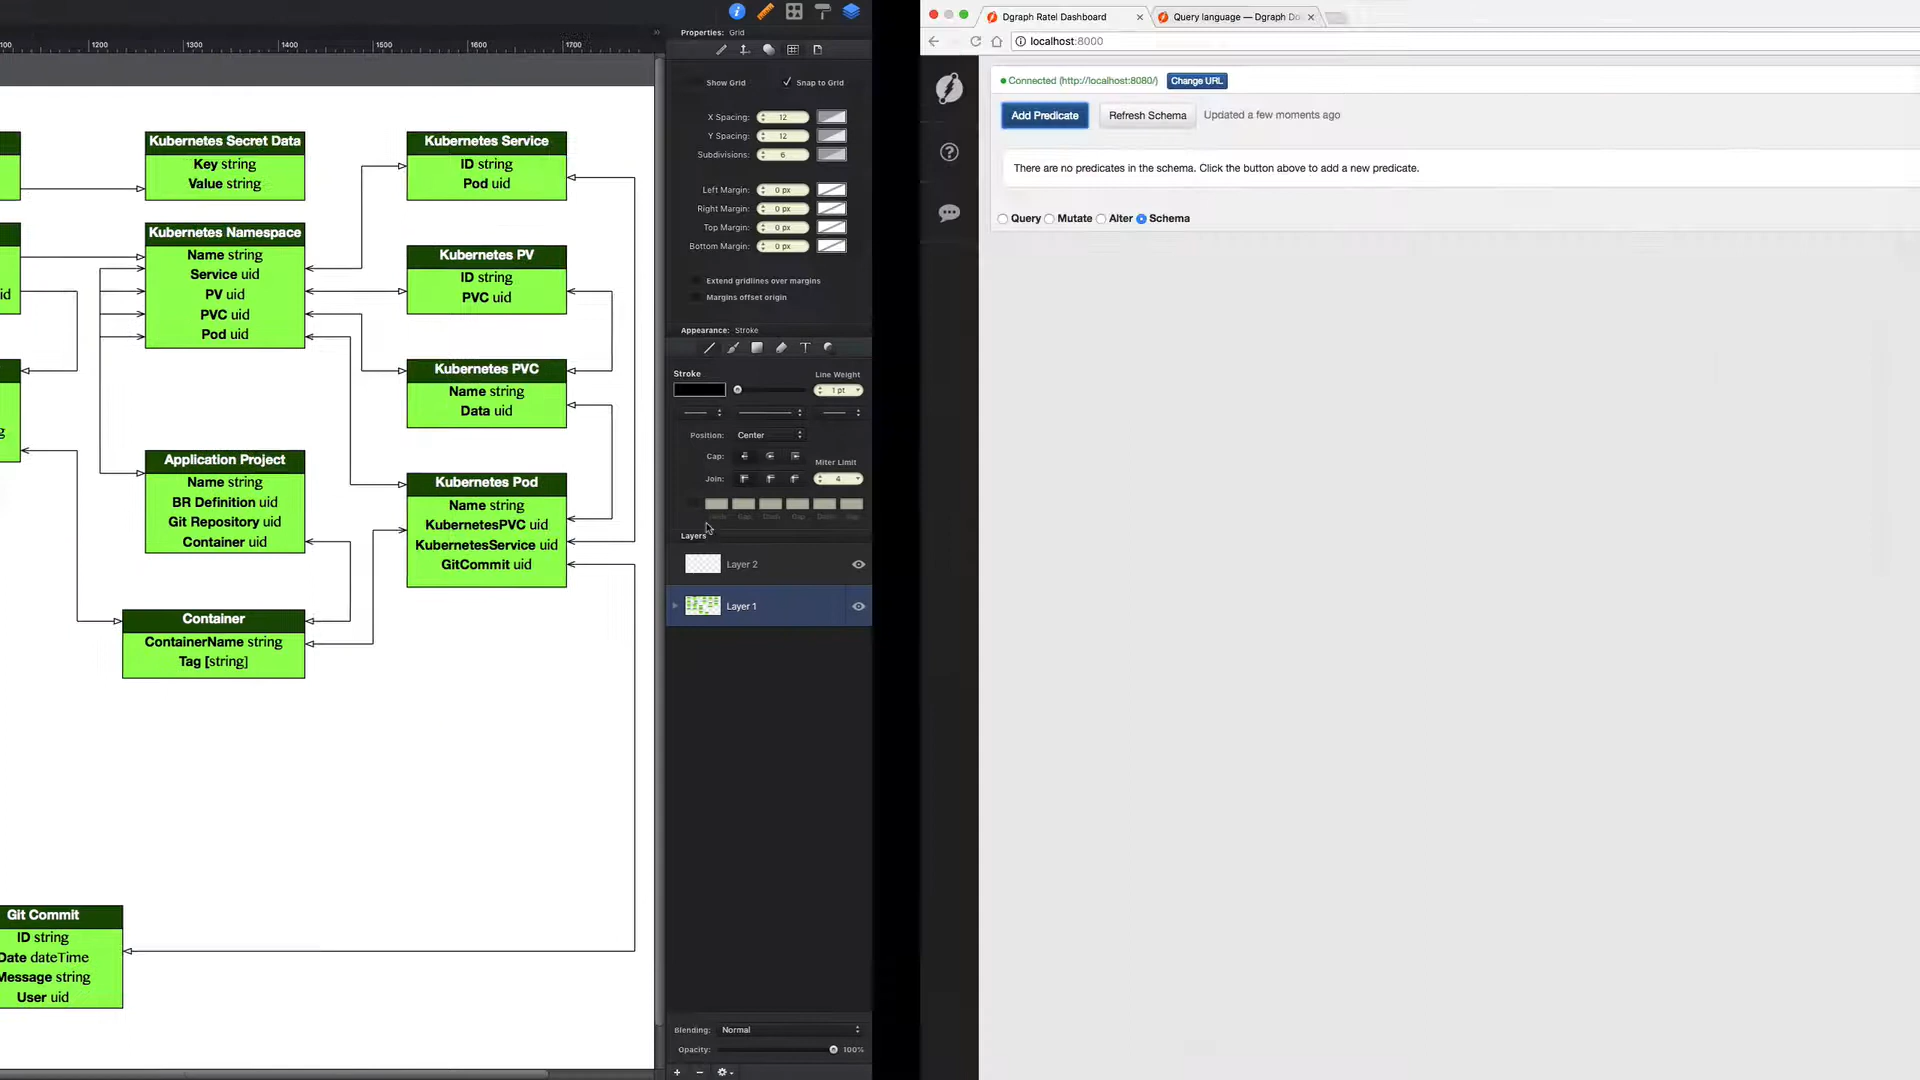 1100 1200 1300 1400 1500 1600 1700
Kubernetes Secret Data
Key string
Value string
Kubernetes Service
ID string
Pod uid
Kubernetes Namespace
Name string
Service uid
PV uid
PVC uid
Pod uid
Kubernetes PV
ID string
PVC uid
id
Kubernetes PVC
Name string
Data uid
g
Application Project
Name string
BR Definition uid
Git Repository uid
Container uid
Kubernetes Pod
Name string
KubernetesPVC uid
KubernetesService uid
GitCommit uid
Container
ContainerName string
Tag [string]
Git Commit
ID string
Date dateTime
Message string
User uid
Properties: Grid
Show Grid Snap to Grid
X Spacing: 12
Y Spacing: 12
Subdivisions: 6
Left Margin: 0 px
Right Margin: 0 px
Top Margin: 0 px
Bottom Margin: 0 px
Extend gridlines over margins
Margins offset origin
Appearance: Stroke
Stroke Line Weight
1 pt
Position: Center
Cap: Miter Limit
Join: 4
Layers
Layer 2
Layer 1
Blending: Normal
Opacity: 100%
Dgraph Ratel Dashboard
Query language — Dgraph Do
localhost:8000
Connected (http://localhost:8080/) Change URL
Add Predicate Refresh Schema Updated a few moments ago
There are no predicates in the schema. Click the button above to add a new predicate.
Query Mutate Alter Schema